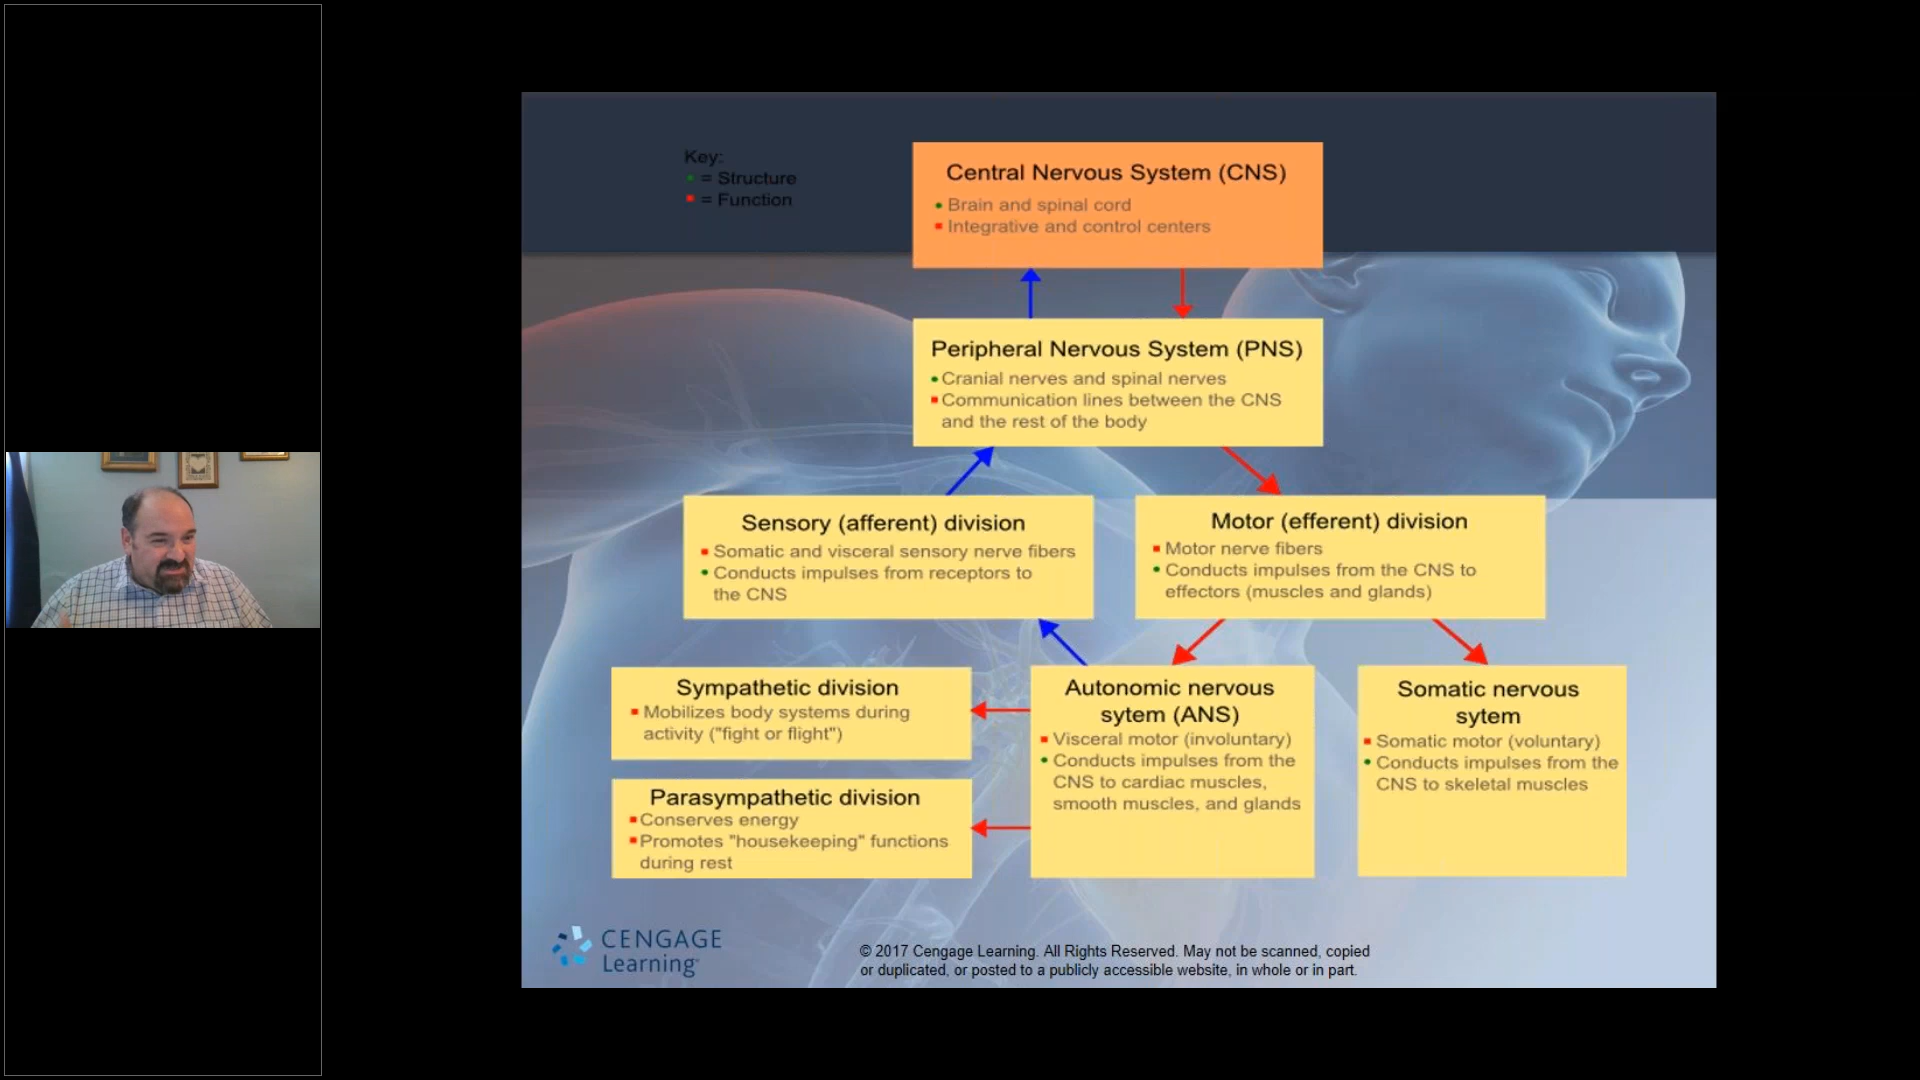 Key:
= Structure
= Function
Central Nervous System (CNS)
Brain and spinal cord
Integrative and control centers
Peripheral Nervous System (PNS)
Cranial nerves and spinal nerves
Communication lines between the CNS
and the rest of the body
Sensory (afferent) division
Somatic and visceral sensory nerve fibers
Conducts impulses from receptors to
the CNS
Motor (efferent) division
Motor nerve fibers
Conducts impulses from the CNS to
effectors (muscles and glands)
Sympathetic division
Mobilizes body systems during
activity ("fight or flight")
Parasympathetic division
Conserves energy
Promotes "housekeeping" functions
during rest
Autonomic nervous
sytem (ANS)
Visceral motor (involuntary)
Conducts impulses from the
CNS to cardiac muscles,
smooth muscles, and glands
Somatic nervous
sytem
Somatic motor (voluntary)
Conducts impulses from the
CNS to skeletal muscles
CENGAGE
Learning
© 2017 Cengage Learning. All Rights Reserved. May not be scanned, copied
or duplicated, or posted to a publicly accessible website, in whole or in part.